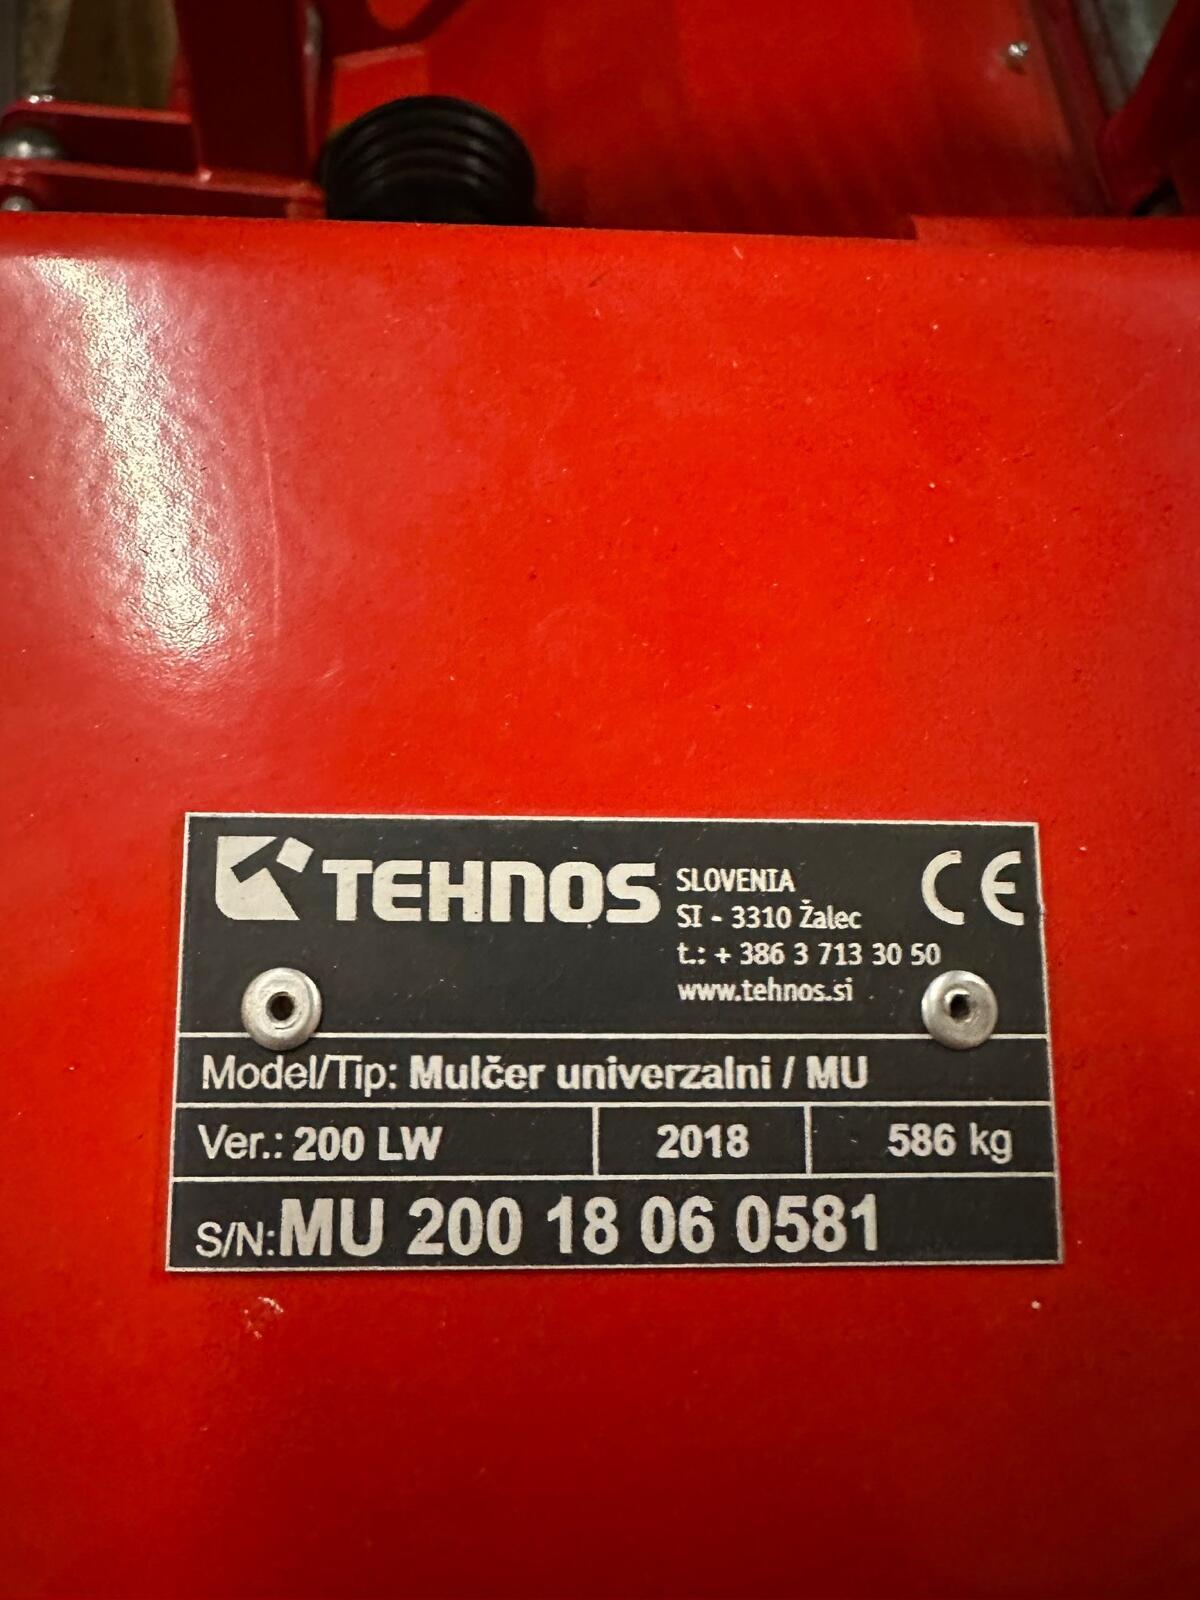 TEHNOS
SLOVENIA
SI - 3310 Žalec
t.: + 386 3 713 30 50
www.tehnos.si
CE
Model/Tip: Mulčer univerzalni / MU
Ver.: 200 LW 2018 586 kg
S/N: MU 200 18 06 0581